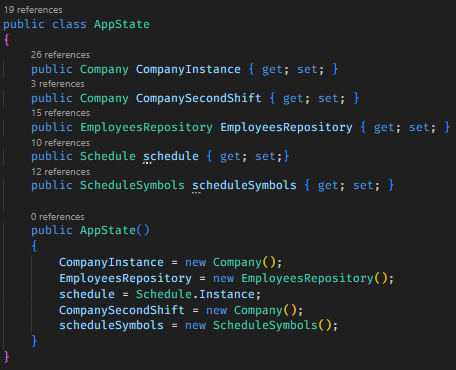 19 references
public class AppState
{
26 references
public Company CompanyInstance { get; set; }
3 references
public Company CompanySecondShift { get; set; }
15 references
public EmployeesRepository EmployeesRepository { get; set; }
10 references
public Schedule schedule { get; set;}
12 references
public ScheduleSymbols scheduleSymbols { get; set; }
0 references
public AppState()
{
CompanyInstance = new Company();
EmployeesRepository = new EmployeesRepository();
schedule = Schedule.Instance;
CompanySecondShift = new Company();
scheduleSymbols = new ScheduleSymbols();
}
}